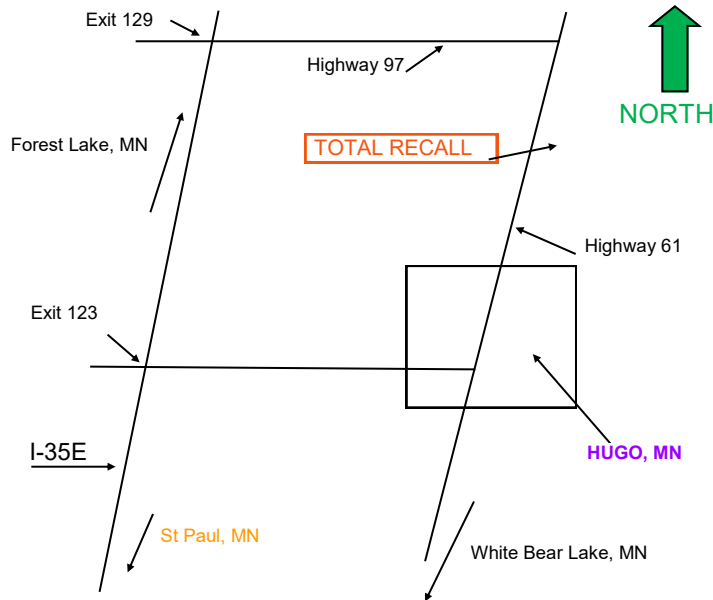 Exit 129
Highway 97
NORTH
Forest Lake, MN
TOTAL RECALL
Highway 61
Exit 123
I-35E
HUGO, MN
St Paul, MN
White Bear Lake, MN